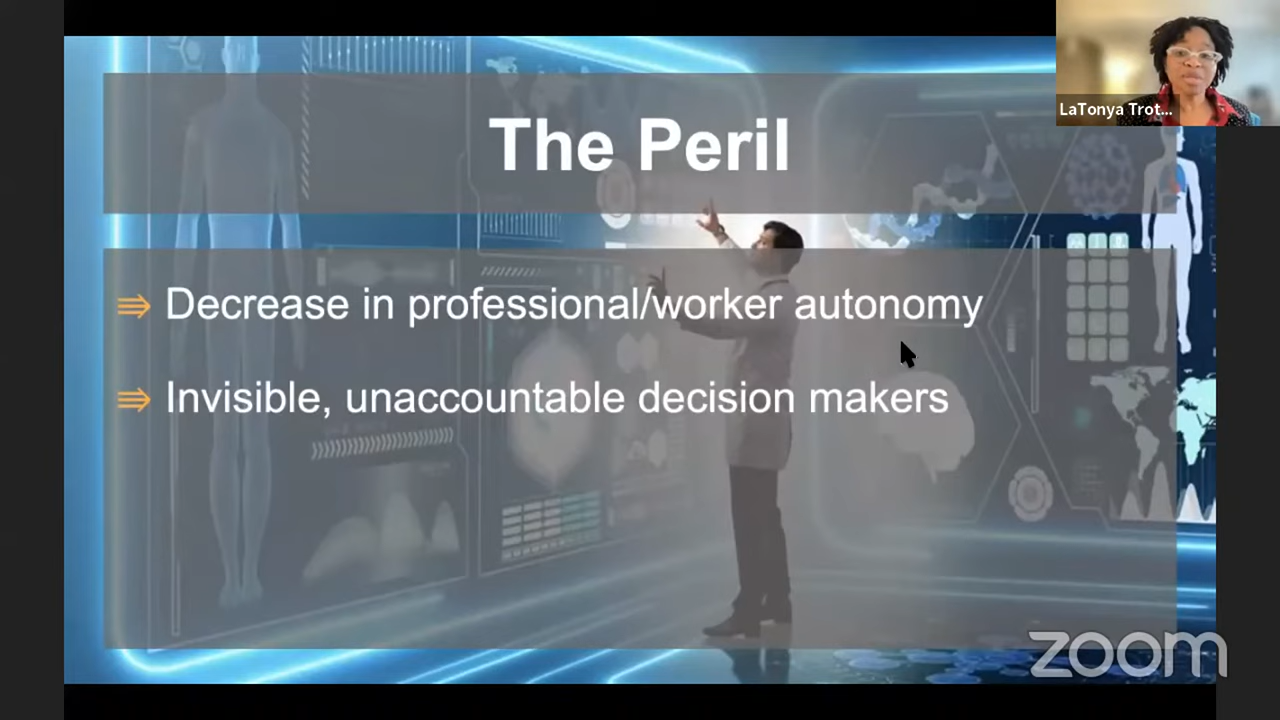 LaTonya Trot...
The Peril
⇛ Decrease in professional/worker autonomy
⇛ Invisible, unaccountable decision makers
zoom